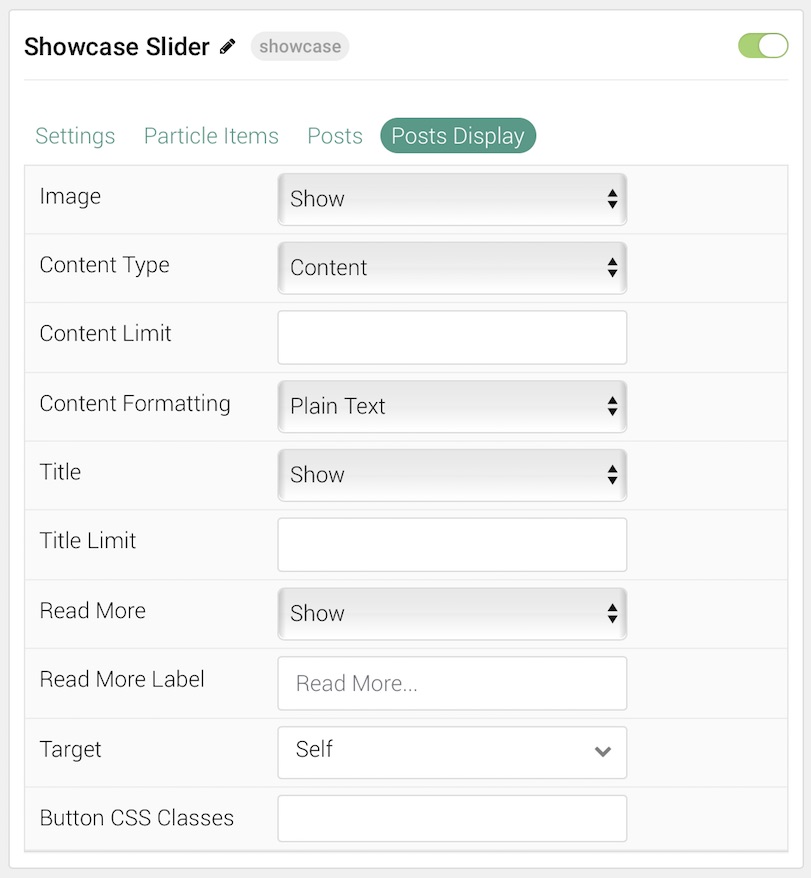 Showcase Slider showcase
Settings Particle Items Posts Posts Display
Image Show
Content Type Content
Content Limit
Content Formatting Plain Text
Title Show
Title Limit
Read More Show
Read More Label Read More...
Target Self
Button CSS Classes